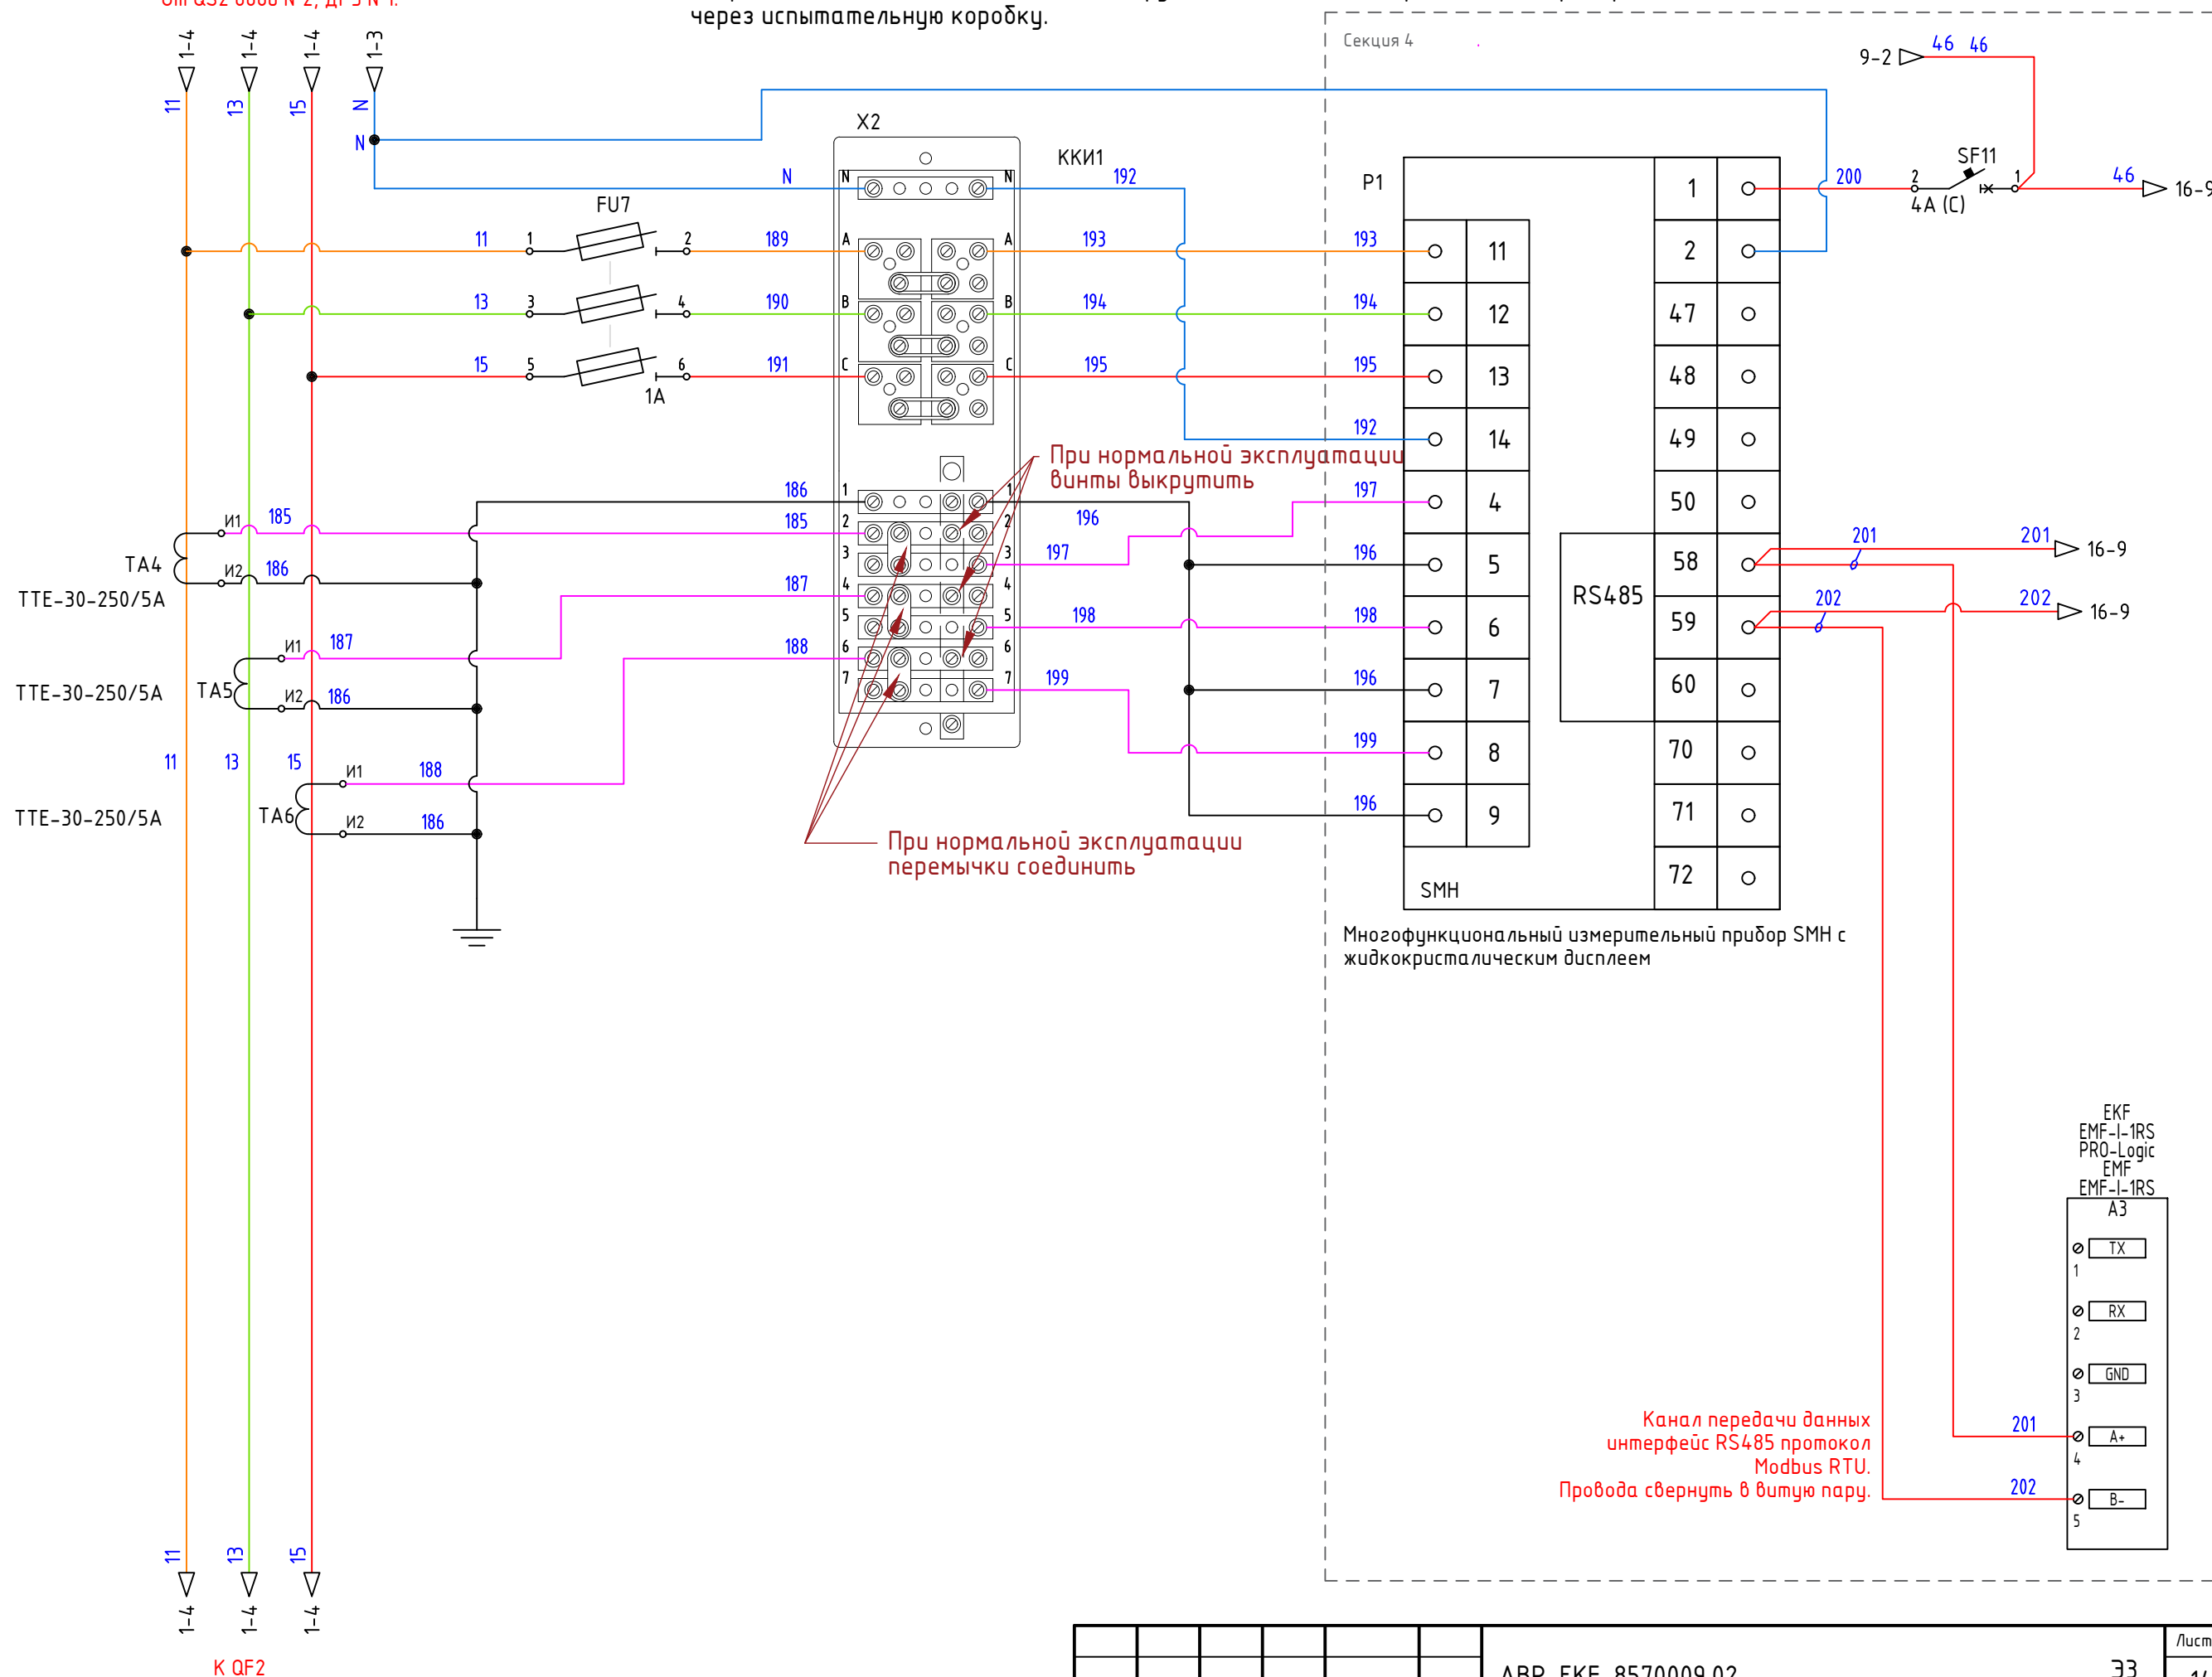 через испытательную коробку.
1-4
1-4
1-4
1-3
11
13
15
N
N
Секция 4
9-2
46
46
X2
ККИ1
N
N
N
192
P1
SF11
200
2
1
4А (С)
46
16-9
FU7
11
1
2
189
A
A
193
193
13
3
4
190
B
B
194
194
15
5
6
191
C
C
195
195
1А
192
11
12
13
14
4
5
6
7
8
9
1
2
47
48
49
50
58
59
60
70
71
72
RS485
SMH
При нормальной эксплуатации
винты выкрутить
186
1
1
185
2
2
196
197
3
3
197
187
4
4
196
5
5
198
198
188
6
6
196
7
7
199
199
196
TA4
И1
185
И2
186
ТТЕ-30-250/5А
TA5
И1
187
И2
186
ТТЕ-30-250/5А
11
13
15
TA6
И1
188
И2
186
ТТЕ-30-250/5А
При нормальной эксплуатации
перемычки соединить
201
201
16-9
202
202
16-9
Многофункциональный измерительный прибор SMH с
жидкокристалическим дисплеем
EKF
EMF-I-1RS
PRO-Logic
EMF
EMF-I-1RS
A3
TX
1
RX
2
GND
3
201
A+
4
202
B-
5
Канал передачи данных
интерфейс RS485 протокол
Modbus RTU.
Провода свернуть в витую пару.
11
13
15
1-4
1-4
1-4
К QF2
Лист